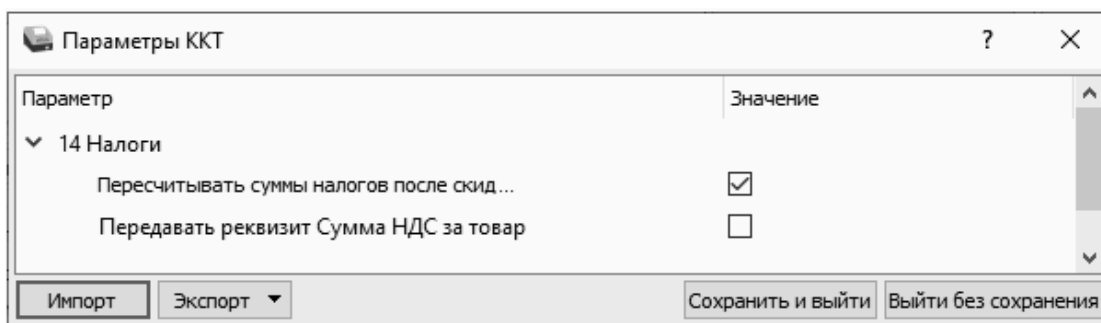 Параметры ККТ ?
Параметр Значение
14 Налоги
Пересчитывать суммы налогов после скид...
Передавать реквизит Сумма НДС за товар
Импорт Экспорт Сохранить и выйти Выйти без сохранения